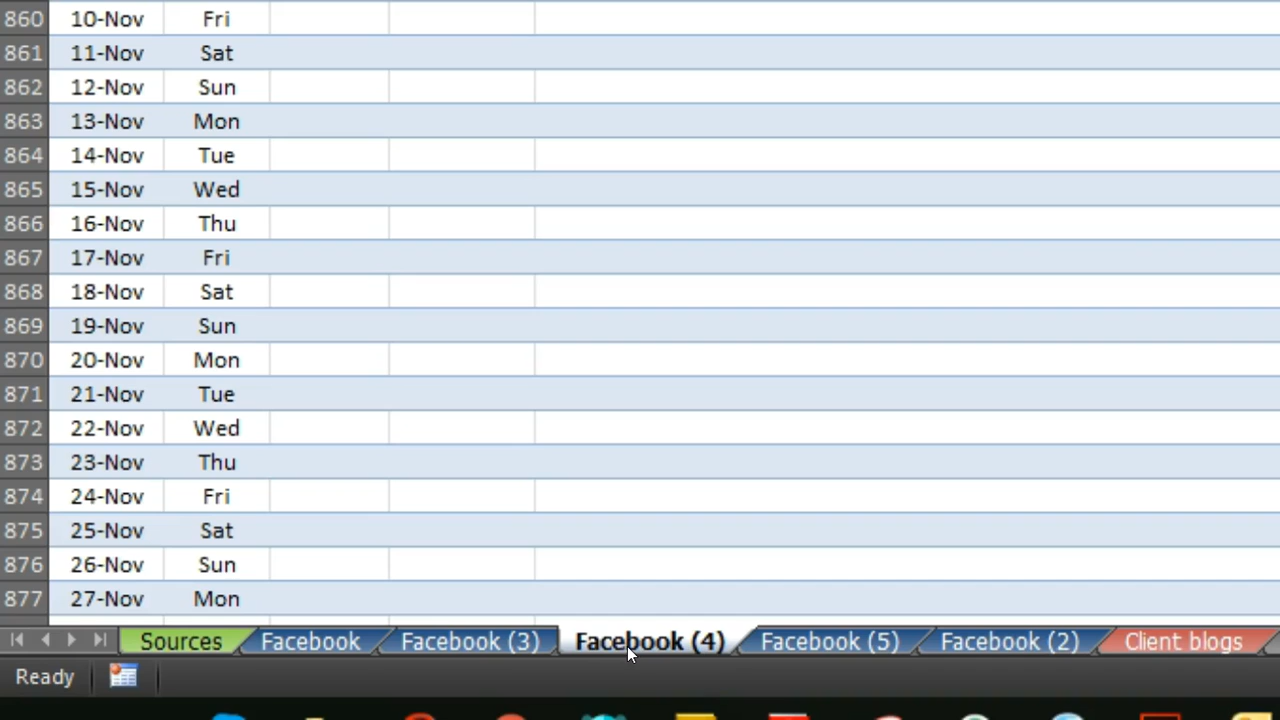 860 10-Nov Fri
861 11-Nov Sat
862 12-Nov Sun
863 13-Nov Mon
864 14-Nov Tue
865 15-Nov Wed
866 16-Nov Thu
867 17-Nov Fri
868 18-Nov Sat
869 19-Nov Sun
870 20-Nov Mon
871 21-Nov Tue
872 22-Nov Wed
873 23-Nov Thu
874 24-Nov Fri
875 25-Nov Sat
876 26-Nov Sun
877 27-Nov Mon
Sources Facebook Facebook (3) Facebook (4) Facebook (5) Facebook (2) Client blogs
Ready